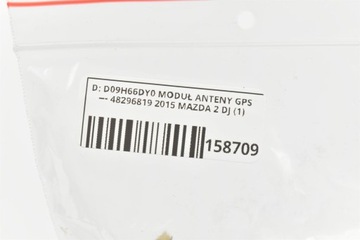 D: D09H66DY0 MODUŁ ANTENY GPS
--- 48296819 2015 MAZDA 2 DJ (1)
158709